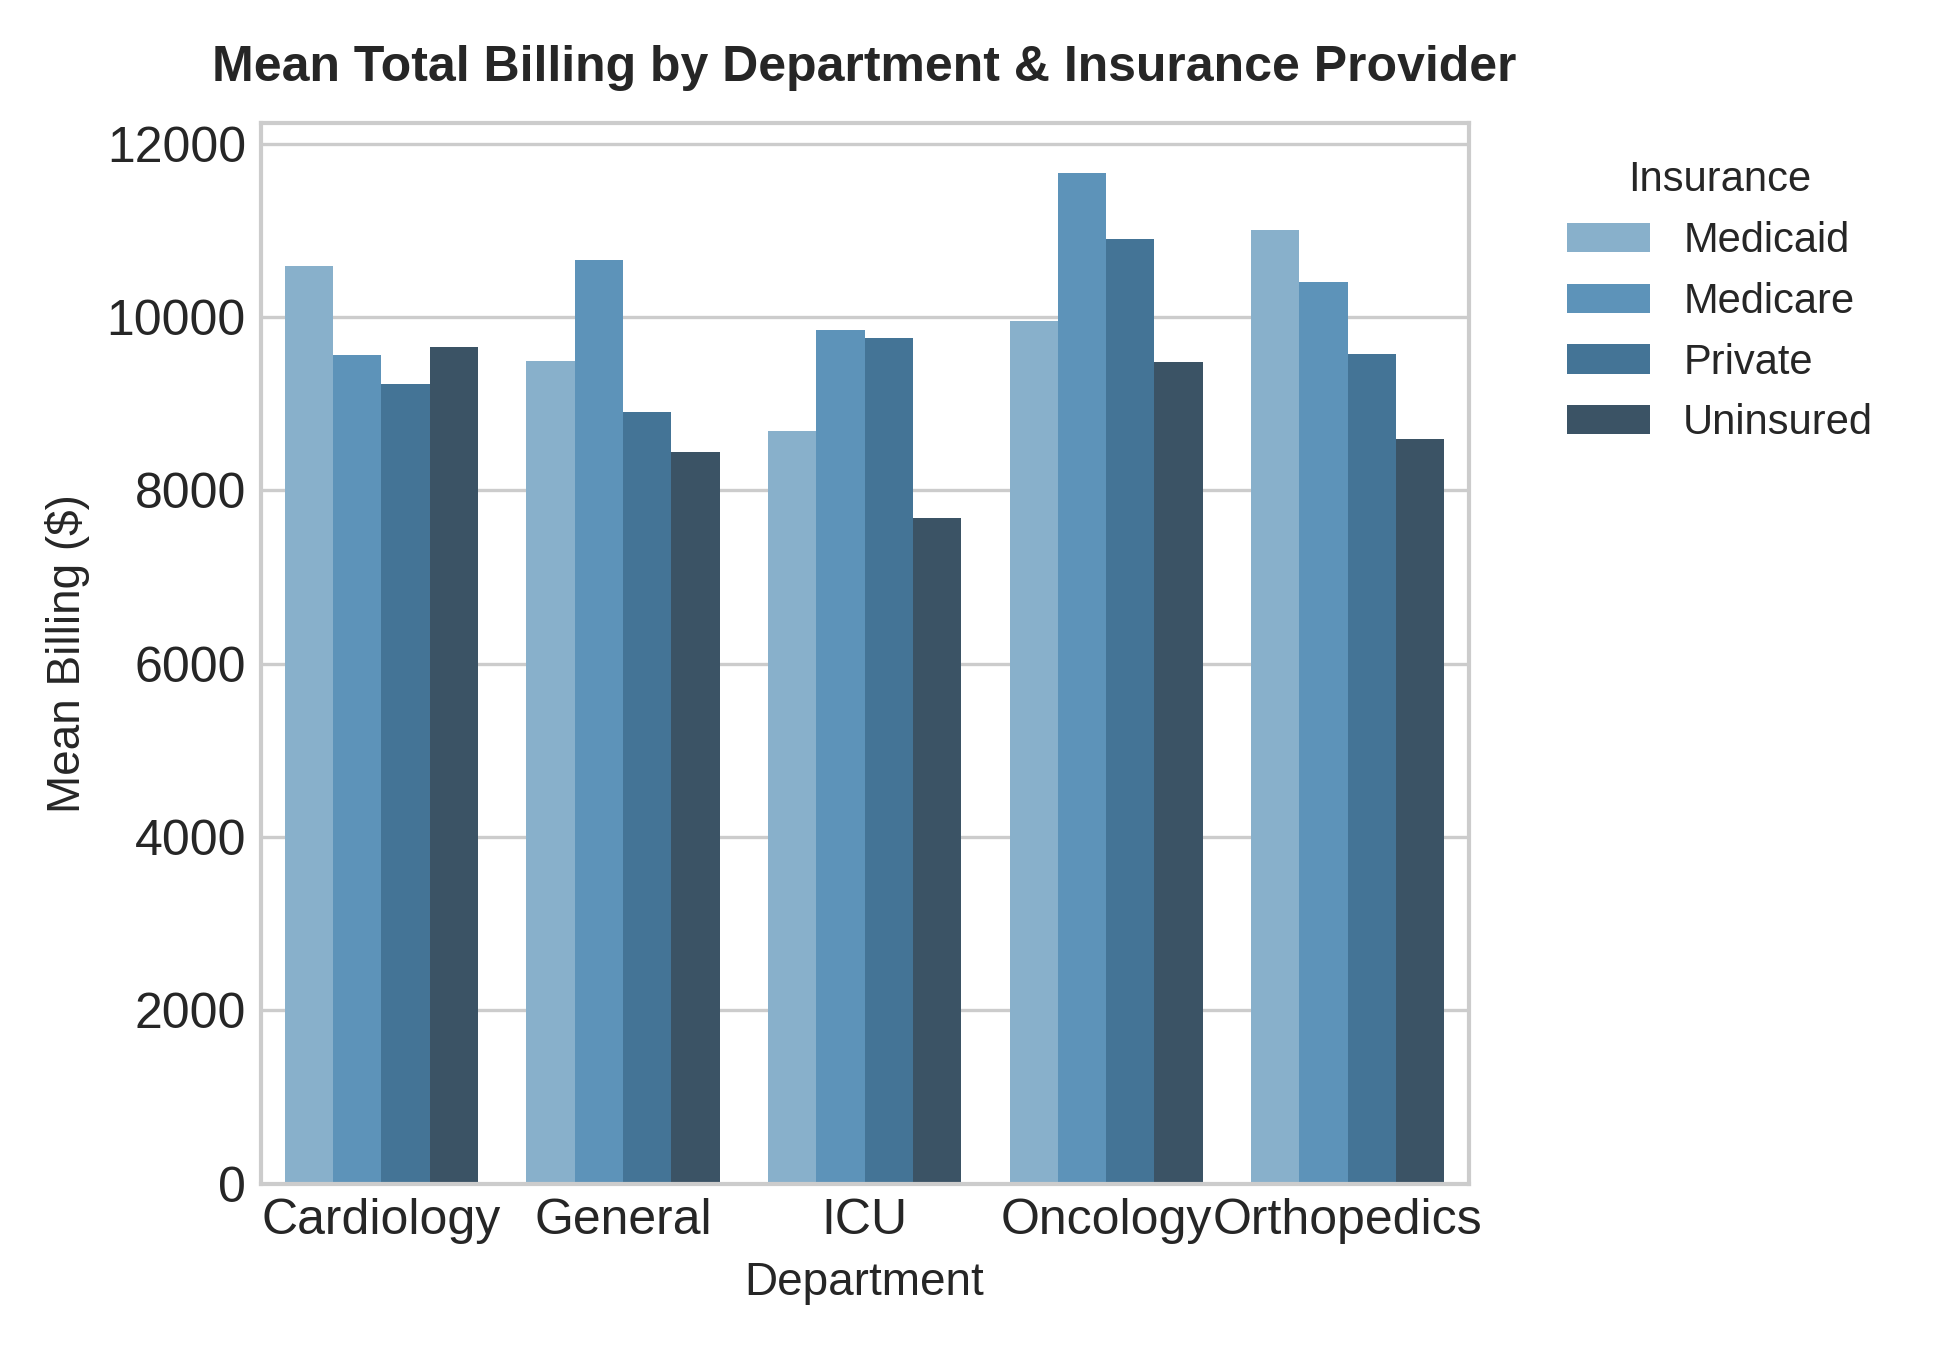 Mean Total Billing by Department & Insurance Provider
12000
10000
8000
6000
4000
2000
0
Mean Billing ($)
Cardiology General ICU Oncology Orthopedics
Department
Insurance
Medicaid
Medicare
Private
Uninsured